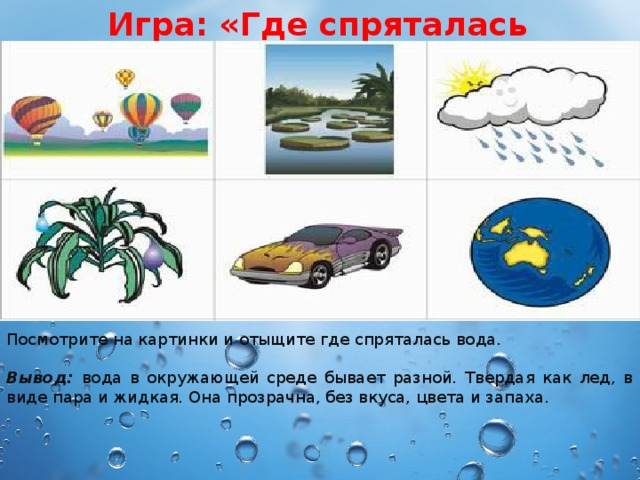 Игра: «Где спряталась
Посмотрите на картинки и отыщите где спряталась вода.
Вывод: вода в окружающей среде бывает разной. Твердая как лед, в
виде пара и жидкая. Она прозрачна, без вкуса, цвета и запаха.